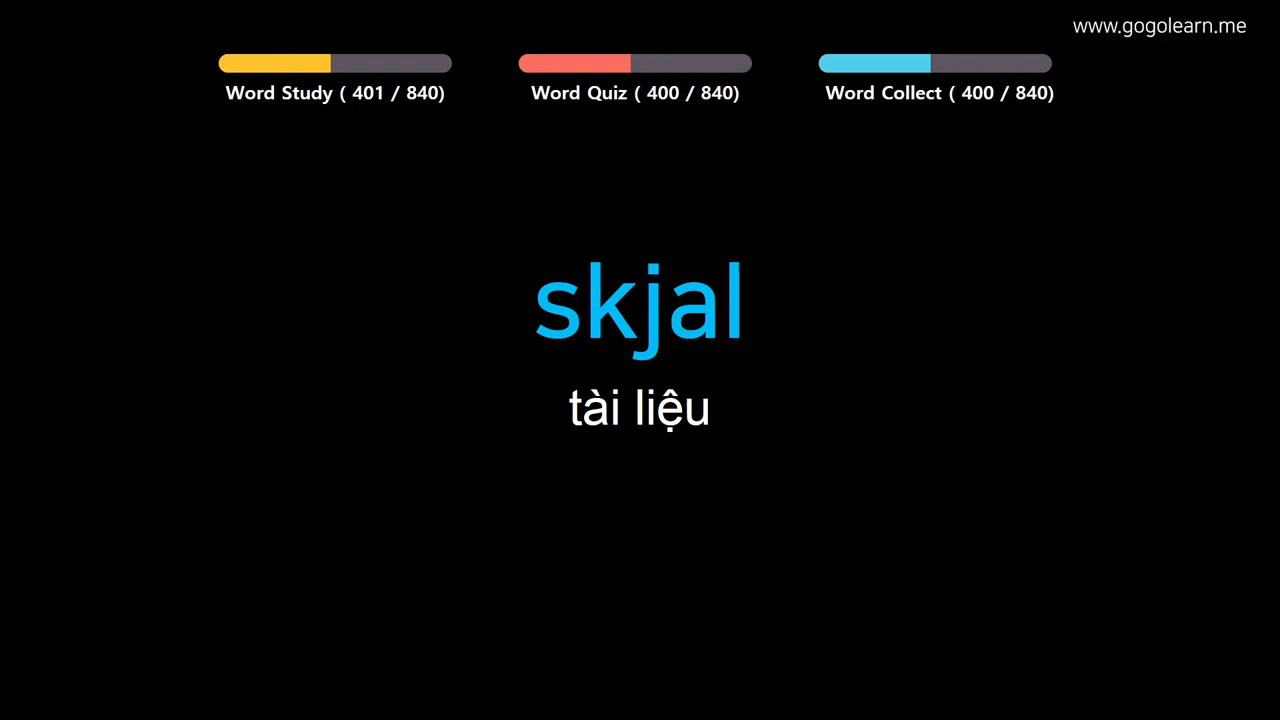 www.gogolearn.me
Word Study ( 401 / 840)
Word Quiz ( 400 / 840)
Word Collect ( 400 / 840)
skjal
tài liệu